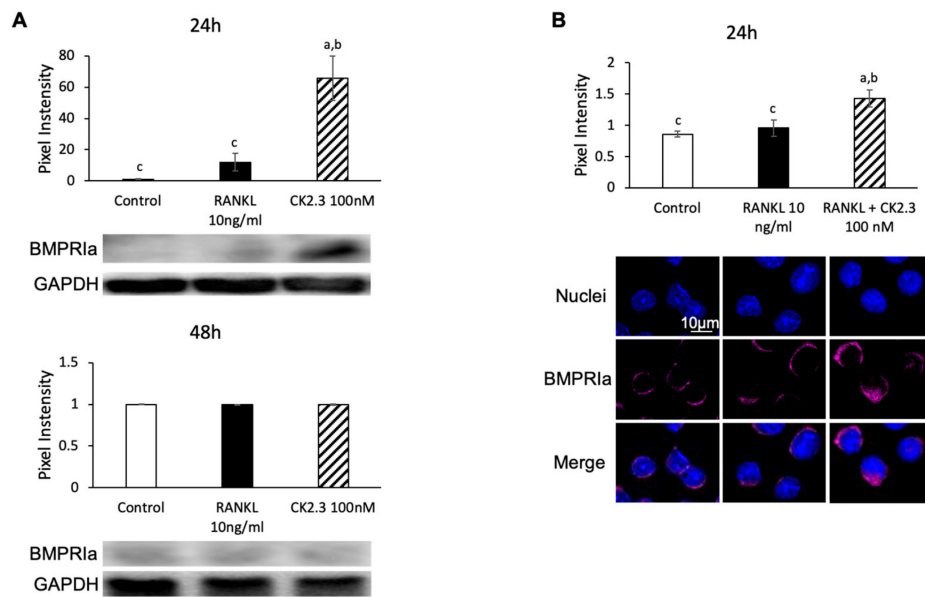 A
24h
a,b
80
60
40
20
0
c
c
Pixel Instensity
Control
RANKL
10ng/ml
CK2.3 100nM
BMPRIa
GAPDH
48h
1.5
1
0.5
0
Pixel Intensity
Control
RANKL
10ng/ml
CK2.3 100nM
BMPRIa
GAPDH
B
24h
2
1.5
1
0.5
0
Pixel Intensity
c
c
a,b
Control
RANKL 10
ng/ml
RANKL + CK2.3
100 nM
Nuclei
10µm
BMPRIa
Merge